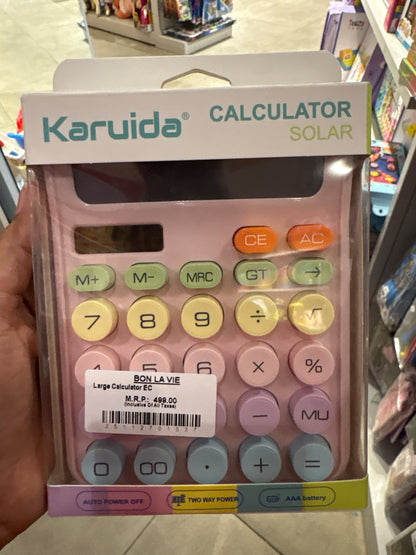 Karuida®
CALCULATOR
SOLAR
CE AC
M+ M- MRC GT →
7 8 9 ÷ √
4 5 6 × %
BON LA VIE
Large Calculator EC
M.R.P.: 499.00
(Inclusive Of All Taxes)
25112701037
− MU
0 00 · + =
AUTO POWER OFF TWO WAY POWER AAA battery